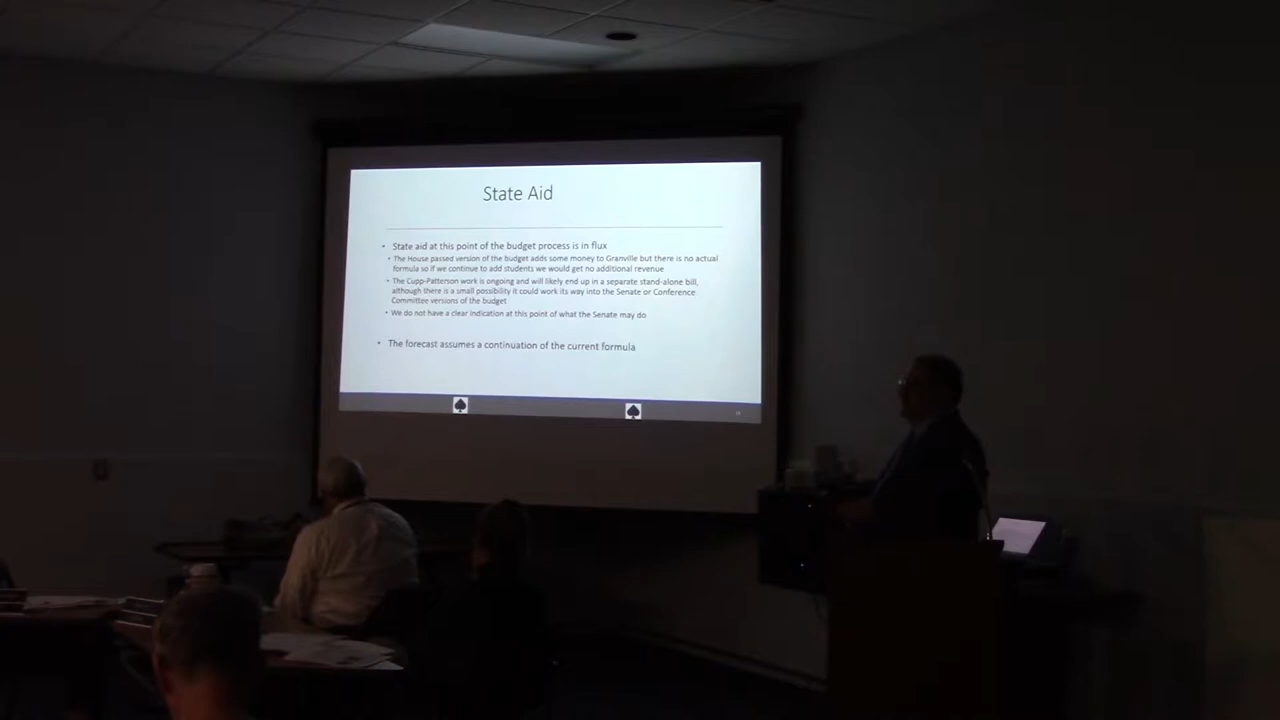 State Aid
• State aid at this point of the budget process is in flux
• The House passed version of the budget adds some money to Granville but there is no actual
formula so if we continue to add students we would get no additional revenue
• The Cupp-Patterson work is ongoing and will likely end up in a separate stand-alone bill,
although there is a small possibility it could work its way into the Senate or Conference
Committee versions of the budget
• We do not have a clear indication at this point of what the Senate may do
• The forecast assumes a continuation of the current formula